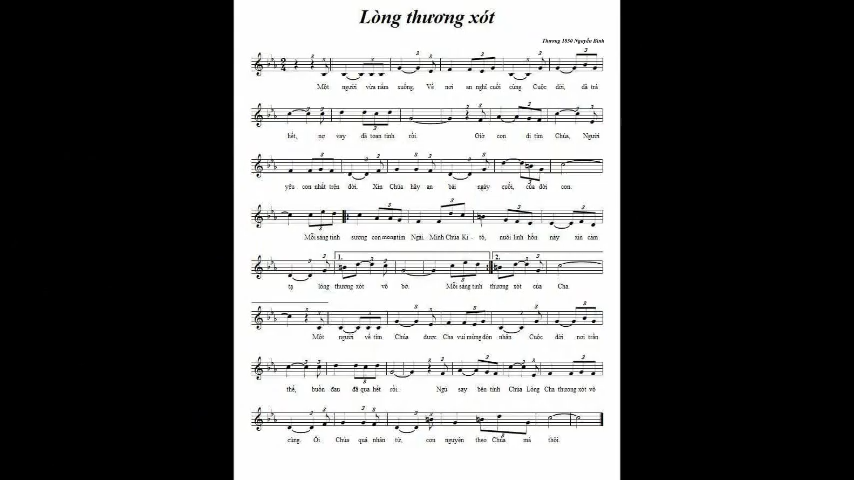 Lòng thương xót
Thương 1050 Nguyễn Bình
Một người vừa nằm xuống. Về nơi an nghỉ cuối cùng Cuộc đời, đã trả
hết, nợ vay đã toan tính rồi. Giờ con đi tìm Chúa, Người
yêu con nhất trên đời. Xin Chúa hãy an bài ngày cuối, của đời con.
Mỗi sáng tinh sương con mong tìm Ngài. Mình Chúa Ki - tô, nuôi linh hồn này xin cảm
1. 2.
tạ lòng thương xót vô bờ. Mỗi sáng tinh thương xót của Cha.
Một người về tìm Chúa được Cha vui mừng đón nhận Cuộc đời nơi trần
thế, buồn đau đã qua hết rồi. Ngủ say bên tình Chúa Lòng Cha thương xót vô
cùng. Ôi. Chúa quá nhân từ, con nguyện theo Chúa mà thôi.